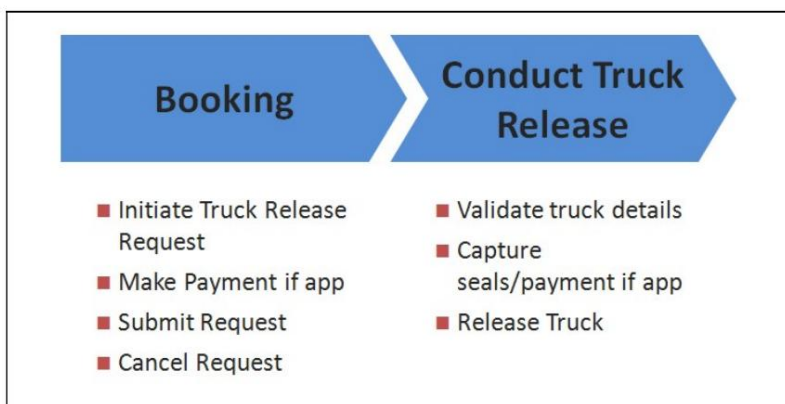 Booking
Conduct Truck
Release
Initiate Truck Release
Request
Make Payment if app
Submit Request
Cancel Request
Validate truck details
Capture
seals/payment if app
Release Truck